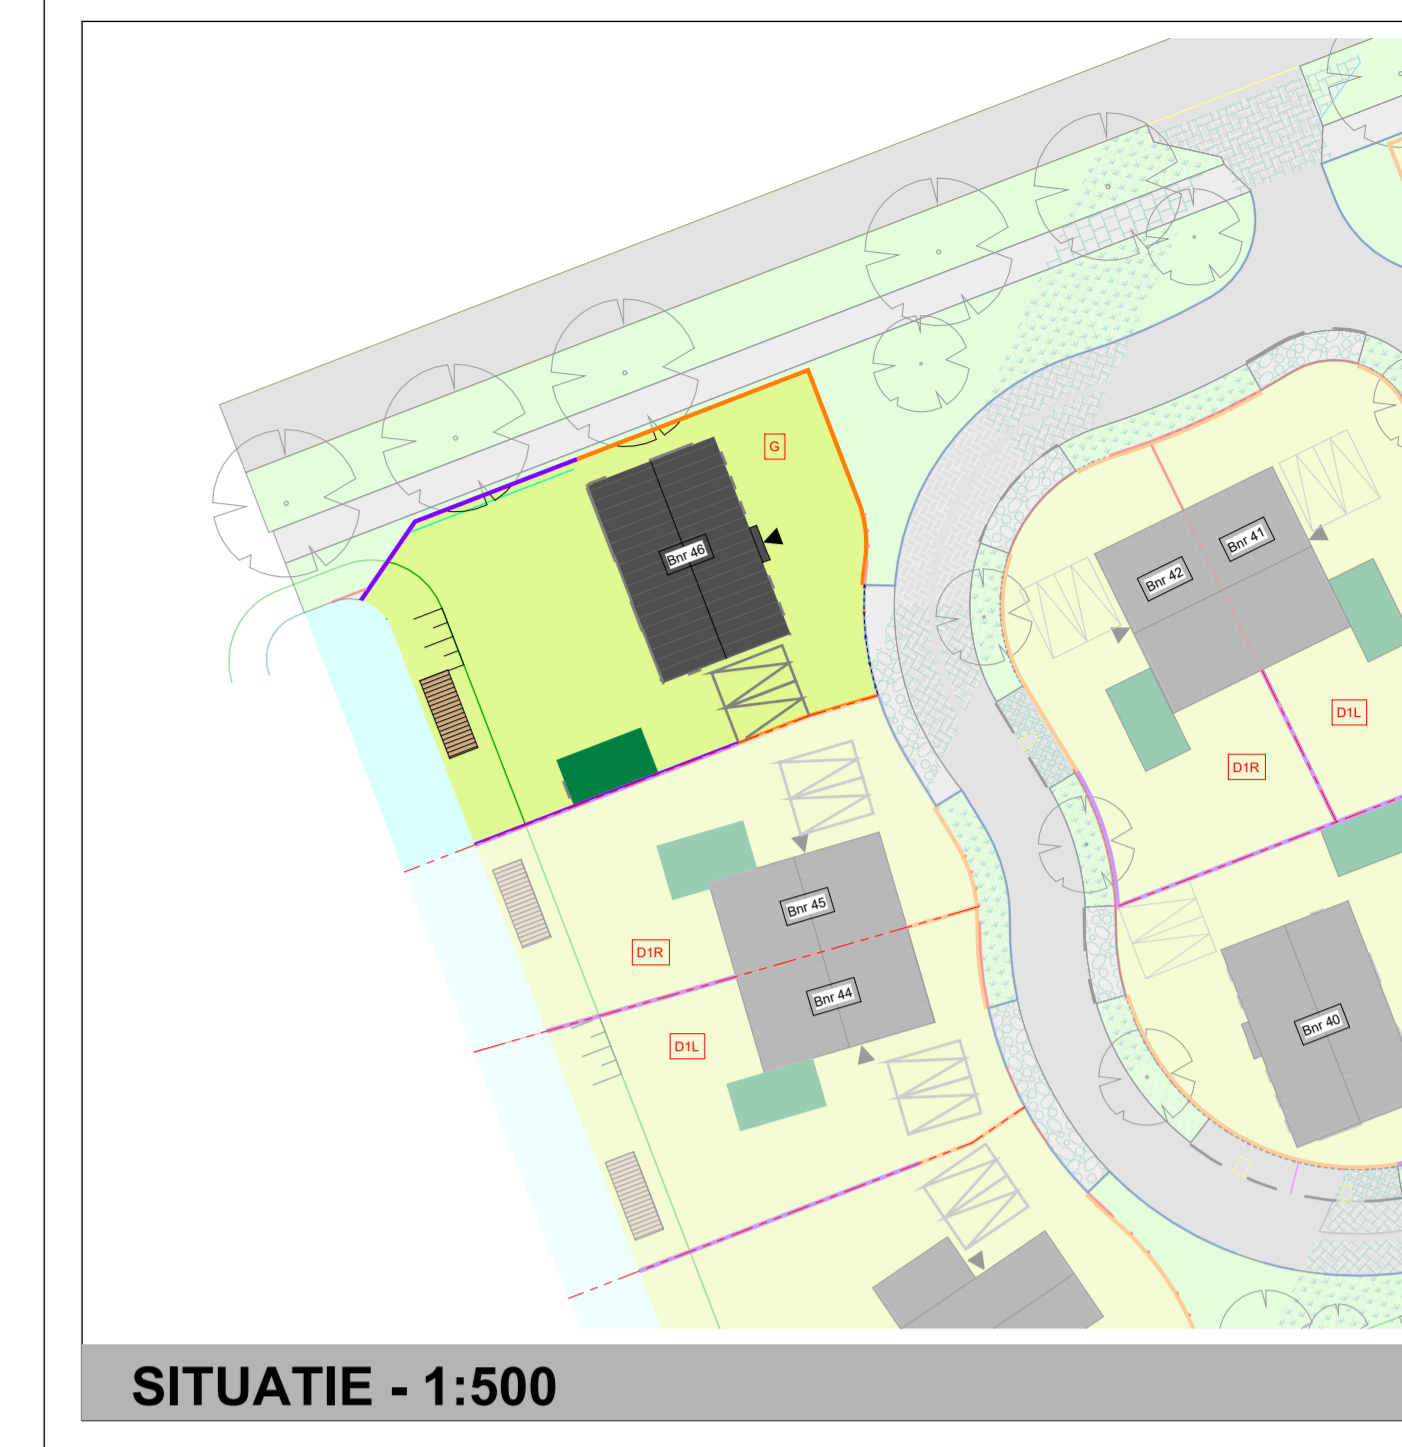 G
Bnr 46
Bnr 41
Bnr 42
D1L
D1R
Bnr 45
D1R
Bnr 44
Bnr 40
D1L
SITUATIE - 1:500